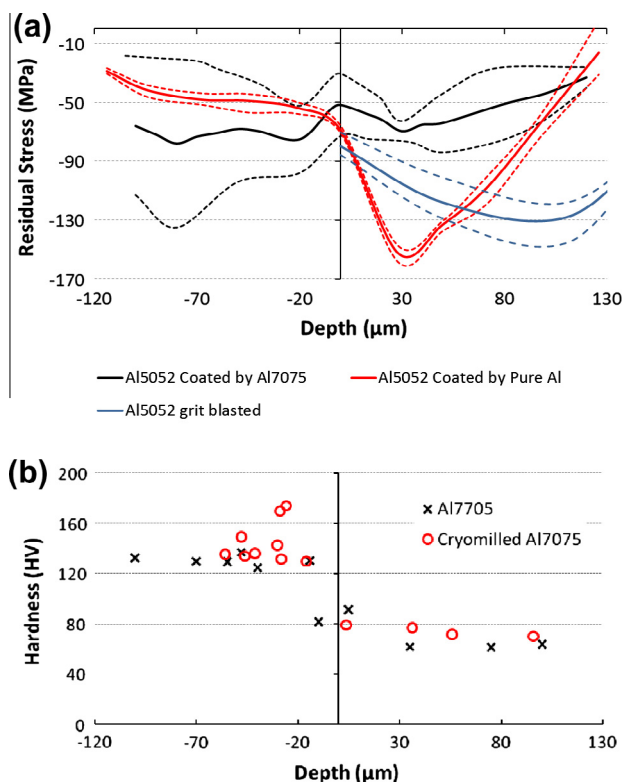 (a)
-10
-50
-90
-130
-170
Residual Stress (MPa)
-120 -70 -20 30 80 130
Depth (µm)
Al5052 Coated by Al7075 Al5052 Coated by Pure Al
Al5052 grit blasted
(b)
200
160
120
80
40
0
Hardness (HV)
Al7705
Cryomilled Al7075
-120 -70 -20 30 80 130
Depth (µm)